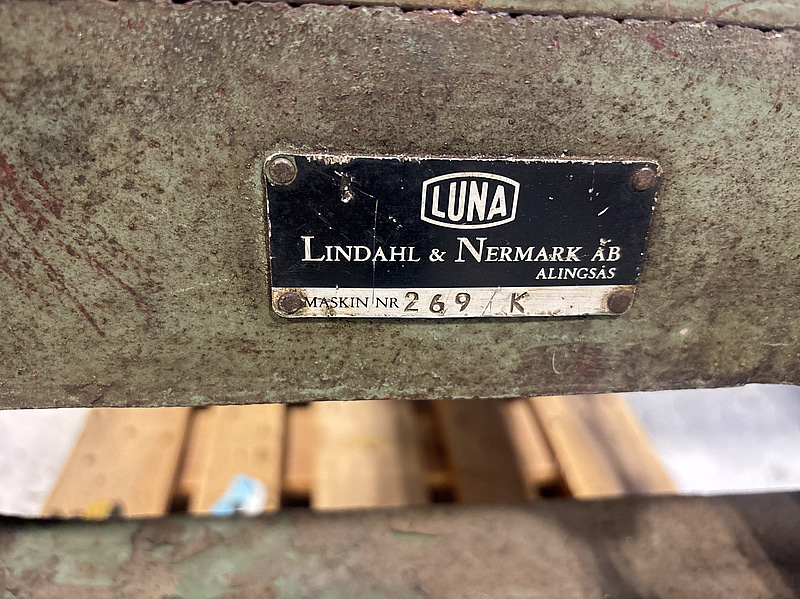 LUNA
LINDAHL & NERMARK AB
ALINGSÅS
MASKIN NR 269 K